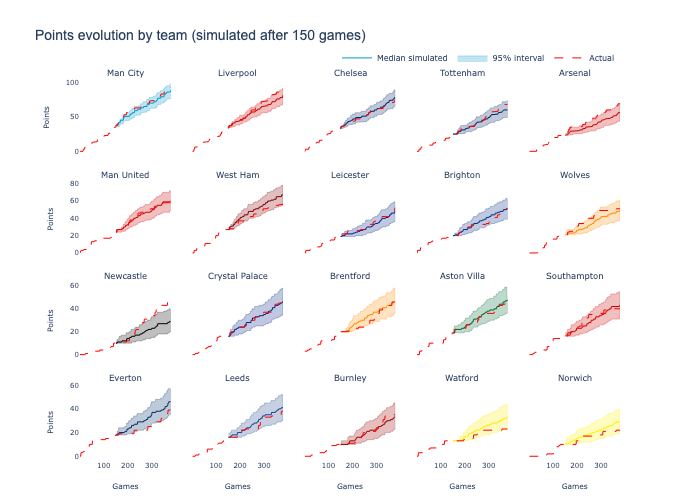 Points evolution by team (simulated after 150 games)
Median simulated 95% interval Actual
Man City Liverpool Chelsea Tottenham Arsenal
100
50
0
Points
Man United West Ham Leicester Brighton Wolves
80
60
40
20
0
Points
Newcastle Crystal Palace Brentford Aston Villa Southampton
60
40
20
0
Points
Everton Leeds Burnley Watford Norwich
60
40
20
0
Points
100 200 300 100 200 300 100 200 300 100 200 300 100 200 300
Games Games Games Games Games